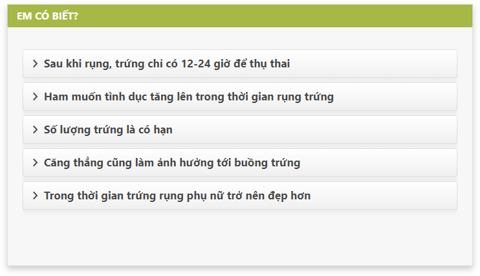 EM CÓ BIẾT?
Sau khi rụng, trứng chỉ có 12-24 giờ để thụ thai
Ham muốn tình dục tăng lên trong thời gian rụng trứng
Số lượng trứng là có hạn
Căng thẳng cũng làm ảnh hưởng tới buồng trứng
Trong thời gian trứng rụng phụ nữ trở nên đẹp hơn